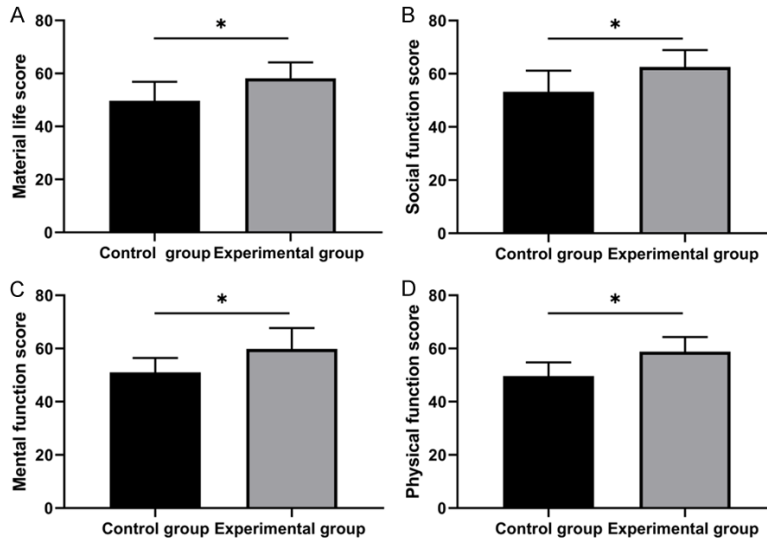 A
Material life score
80
60
40
20
0
*
Control group Experimental group
B
Social function score
80
60
40
20
0
*
Control group Experimental group
C
Mental function score
80
60
40
20
0
*
Control group Experimental group
D
Physical function score
80
60
40
20
0
*
Control group Experimental group